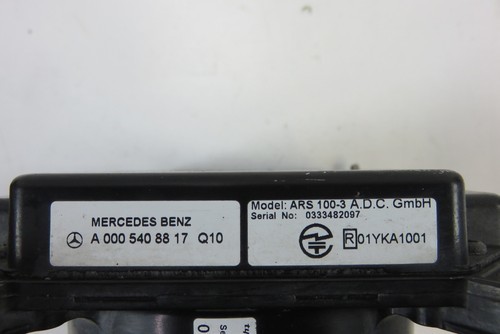 MERCEDES BENZ
A 000 540 88 17 Q10
Model: ARS 100-3 A.D.C. GmbH
Serial No: 0333482097
R 01YKA1001